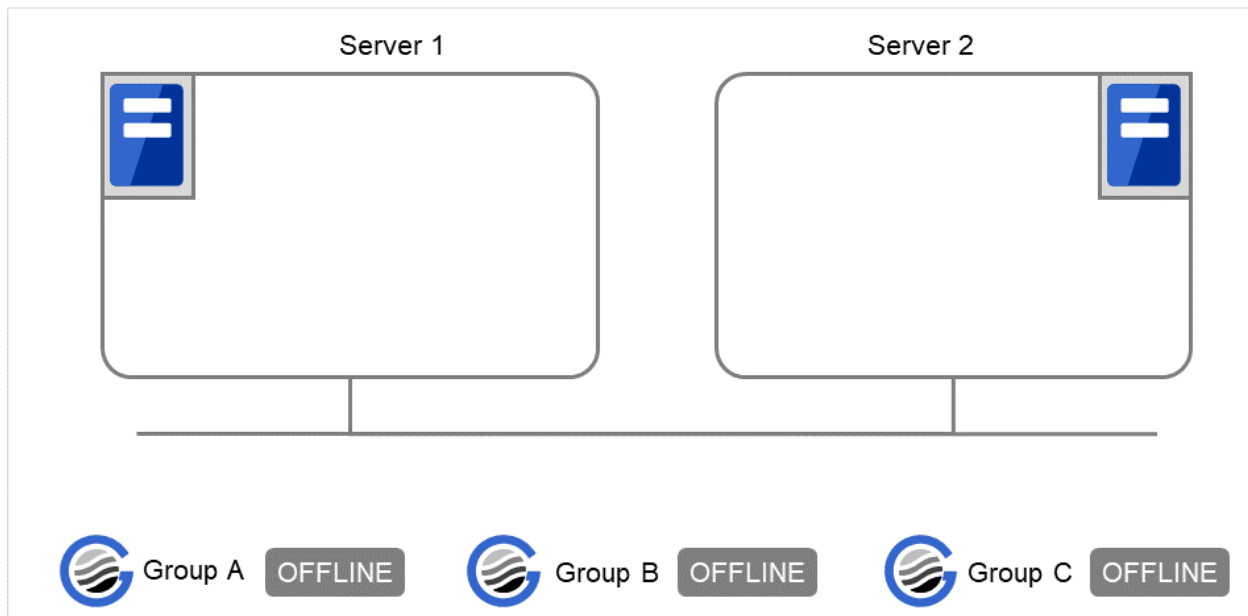 Server 1
Server 2
Group A OFFLINE
Group B OFFLINE
Group C OFFLINE